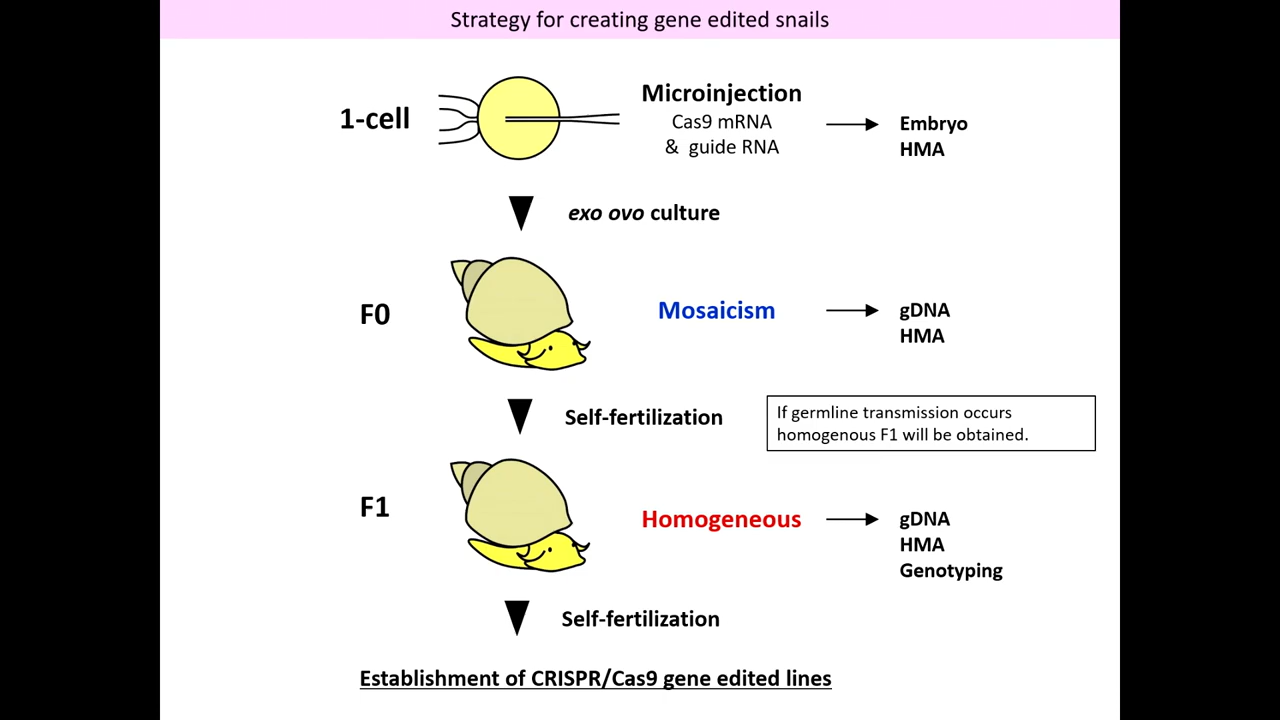 Strategy for creating gene edited snails
1-cell
Microinjection
Cas9 mRNA
& guide RNA
Embryo
HMA
exo ovo culture
F0
Mosaicism
gDNA
HMA
Self-fertilization
If germline transmission occurs
homogenous F1 will be obtained.
F1
Homogeneous
gDNA
HMA
Genotyping
Self-fertilization
Establishment of CRISPR/Cas9 gene edited lines